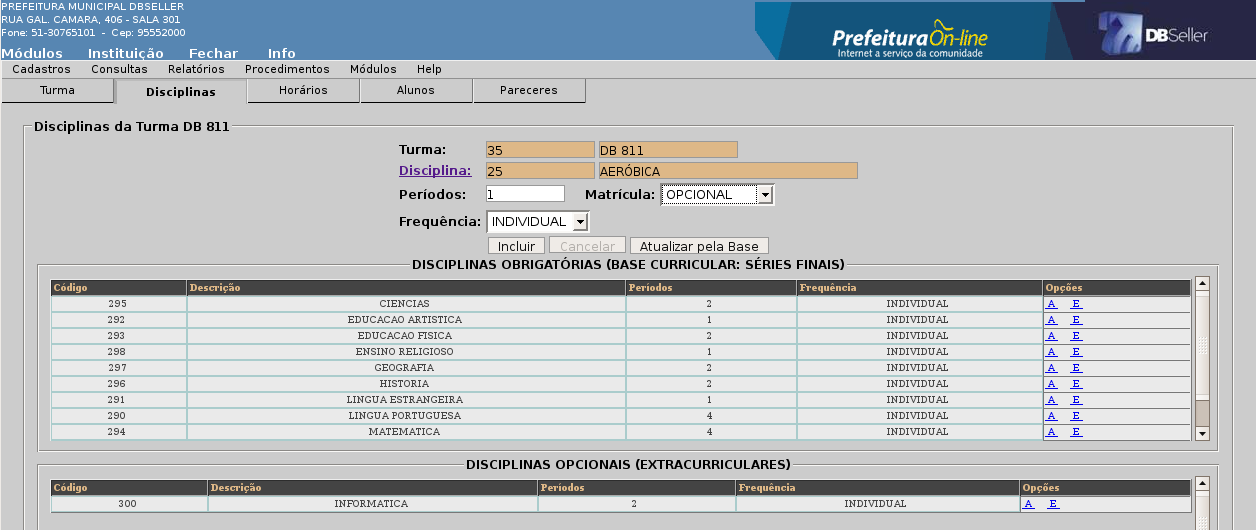 PREFEITURA MUNICIPAL DBSELLER
RUA GAL. CAMARA, 406 - SALA 301
Fone: 51-30765101 - Cep: 95552000
PrefeituraOn-line
Internet a serviço da comunidade
DBSeller
Módulos Instituição Fechar Info
Cadastros Consultas Relatórios Procedimentos Módulos Help
Turma Disciplinas Horários Alunos Pareceres
Disciplinas da Turma DB 811
Turma: 35 DB 811
Disciplina: 25 AERÓBICA
Períodos: 1 Matrícula: OPCIONAL
Frequência: INDIVIDUAL
Incluir Cancelar Atualizar pela Base
DISCIPLINAS OBRIGATÓRIAS (BASE CURRICULAR: SÉRIES FINAIS)
Código Descrição Períodos Frequência Opções
295 CIENCIAS 2 INDIVIDUAL A E
292 EDUCACAO ARTISTICA 1 INDIVIDUAL A E
293 EDUCACAO FISICA 2 INDIVIDUAL A E
298 ENSINO RELIGIOSO 1 INDIVIDUAL A E
297 GEOGRAFIA 2 INDIVIDUAL A E
296 HISTORIA 2 INDIVIDUAL A E
291 LINGUA ESTRANGEIRA 1 INDIVIDUAL A E
290 LINGUA PORTUGUESA 4 INDIVIDUAL A E
294 MATEMATICA 4 INDIVIDUAL A E
DISCIPLINAS OPCIONAIS (EXTRACURRICULARES)
Código Descrição Períodos Frequência Opções
300 INFORMATICA 2 INDIVIDUAL A E